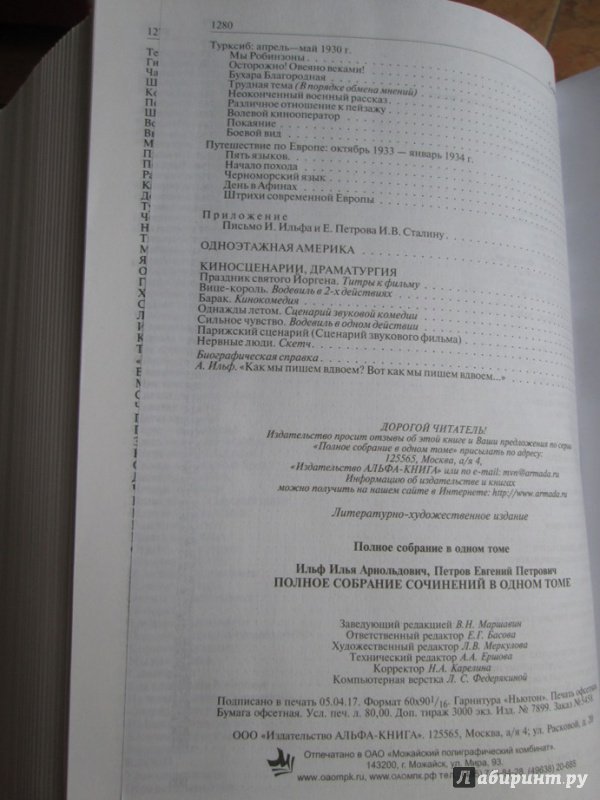 1280
Турксиб: апрель—май 1930 г.
Мы Робинзоны
Осторожно! Овеяно веками!
Бухара Благородная
Трудная тема (В порядке обмена мнений)
Неоконченный военный рассказ
Различное отношение к пейзажу
Волевой кинооператор
Покаяние
Боевой вид
Путешествие по Европе: октябрь 1933 — январь 1934 г.
Пять языков.
Начало похода
Черноморский язык
День в Афинах
Штрихи современной Европы
Приложение
Письмо И. Ильфа и Е. Петрова И.В. Сталину
ОДНОЭТАЖНАЯ АМЕРИКА
КИНОСЦЕНАРИИ, ДРАМАТУРГИЯ
Праздник святого Йоргена. Титры к фильму
Вице-король. Водевиль в 2-х действиях
Барак. Кинокомедия
Однажды летом. Сценарий звуковой комедии
Сильное чувство. Водевиль в одном действии
Парижский сценарий (Сценарий звукового фильма)
Нервные люди. Скетч
Биографическая справка
А. Ильф. «Как мы пишем вдвоем? Вот как мы пишем вдвоем...»
ДОРОГОЙ ЧИТАТЕЛЬ!
Издательство просит отзывы об этой книге и Ваши предложения по серии
«Полное собрание в одном томе» присылать по адресу:
125565, Москва, а/я 4,
«Издательство АЛЬФА-КНИГА» или по e-mail: mvn@armada.ru
Информацию об издательстве и книгах
можно получить на нашем сайте в Интернете: http://www.armada.ru
Литературно-художественное издание
Полное собрание в одном томе
Ильф Илья Арнольдович, Петров Евгений Петрович
ПОЛНОЕ СОБРАНИЕ СОЧИНЕНИЙ В ОДНОМ ТОМЕ
Заведующий редакцией В.Н. Маршавин
Ответственный редактор Е.Г. Басова
Художественный редактор Л.В. Меркулова
Технический редактор А.А. Ершова
Корректор Н.А. Карелина
Компьютерная верстка Л. С. Федерякиной
Подписано в печать 05.04.17. Формат 60х90 1/16. Гарнитура «Ньютон». Печать офсетная.
Бумага офсетная. Усл. печ. л. 80,00. Доп. тираж 3000 экз. Изд. № 7899. Заказ №
ООО «Издательство АЛЬФА-КНИГА». 125565, Москва, а/я 4; ул. Расковой, д. 20
Отпечатано в ОАО «Можайский полиграфический комбинат».
143200, г. Можайск, ул. Мира, 93.
www.oaompk.ru, www.оаомпк.рф (49638) 20-685
Лабиринт.ру